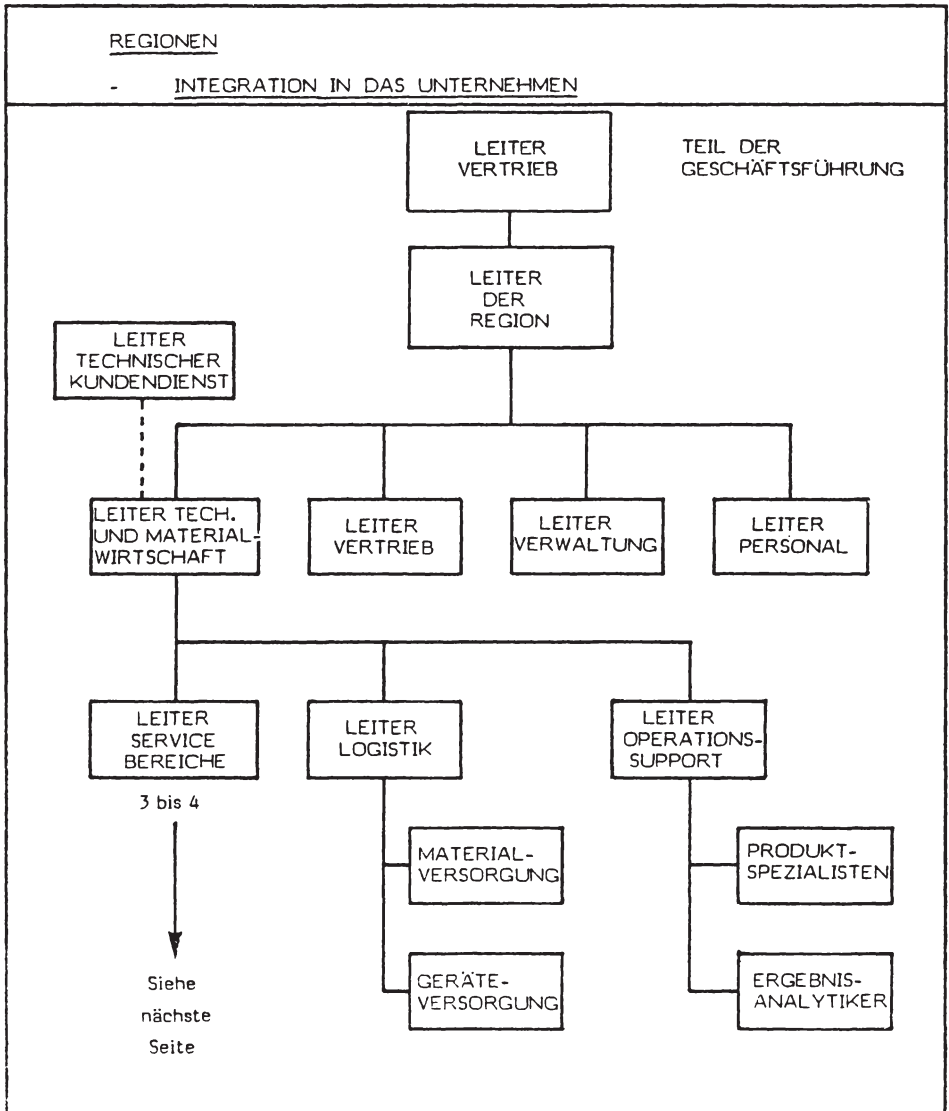 REGIONEN
- INTEGRATION IN DAS UNTERNEHMEN
LEITER
VERTRIEB
TEIL DER
GESCHÄFTSFÜHRUNG
LEITER
DER
REGION
LEITER
TECHNISCHER
KUNDENDIENST
LEITER TECH.
UND MATERIAL-
WIRTSCHAFT
LEITER
VERTRIEB
LEITER
VERWALTUNG
LEITER
PERSONAL
LEITER
SERVICE
BEREICHE
LEITER
LOGISTIK
LEITER
OPERATIONS-
SUPPORT
3 bis 4
MATERIAL-
VERSORGUNG
PRODUKT-
SPEZIALISTEN
Siehe
nächste
Seite
GERÄTE-
VERSORGUNG
ERGEBNIS-
ANALYTIKER